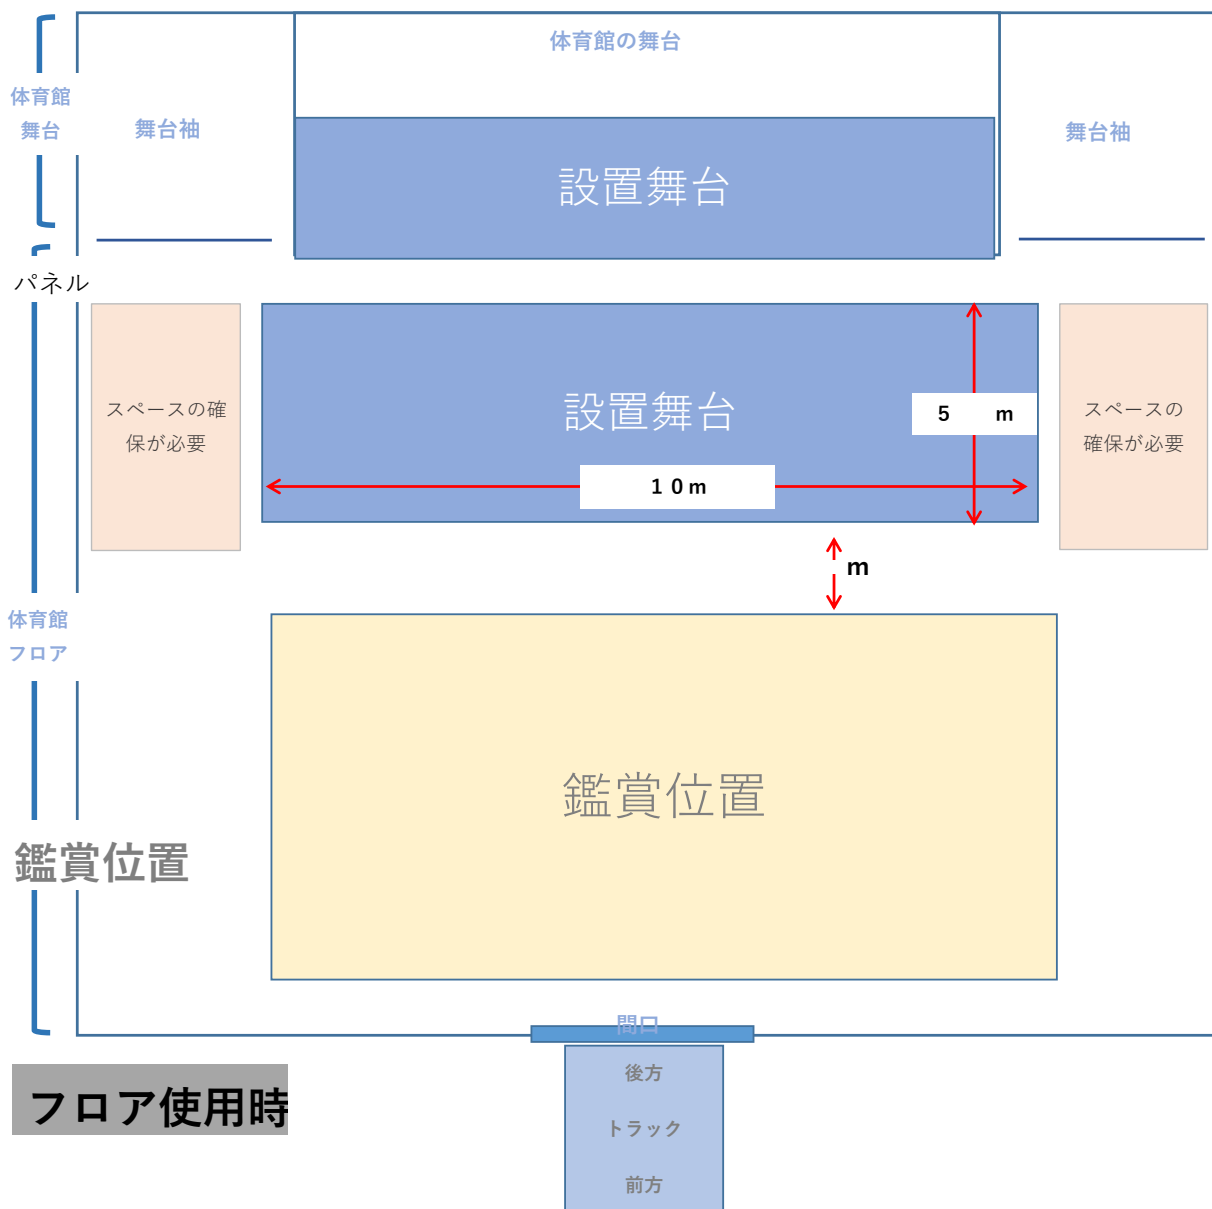 体育館の舞台
体育館
舞台
舞台袖
舞台袖
設置舞台
パネル
スペースの確
保が必要
設置舞台
5 m
スペースの
確保が必要
10m
m
体育館
フロア
鑑賞位置
鑑賞位置
間口
後方
フロア使用時
トラック
前方